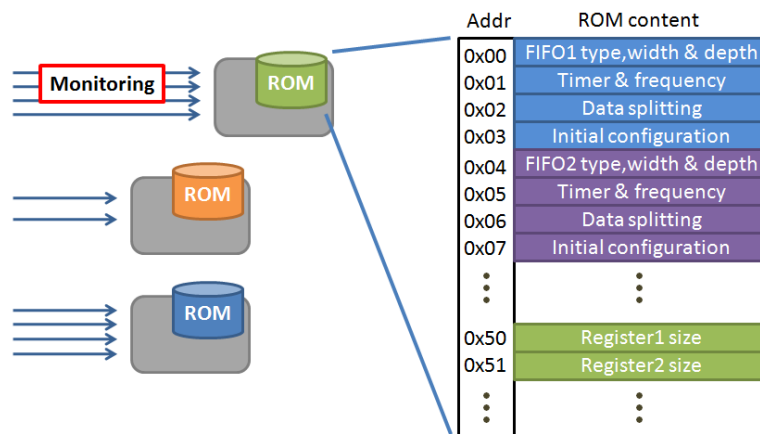 Addr ROM content
Monitoring
ROM
ROM
ROM
0x00 FIFO1 type,width & depth
0x01 Timer & frequency
0x02 Data splitting
0x03 Initial configuration
0x04 FIFO2 type,width & depth
0x05 Timer & frequency
0x06 Data splitting
0x07 Initial configuration
0x50 Register1 size
0x51 Register2 size